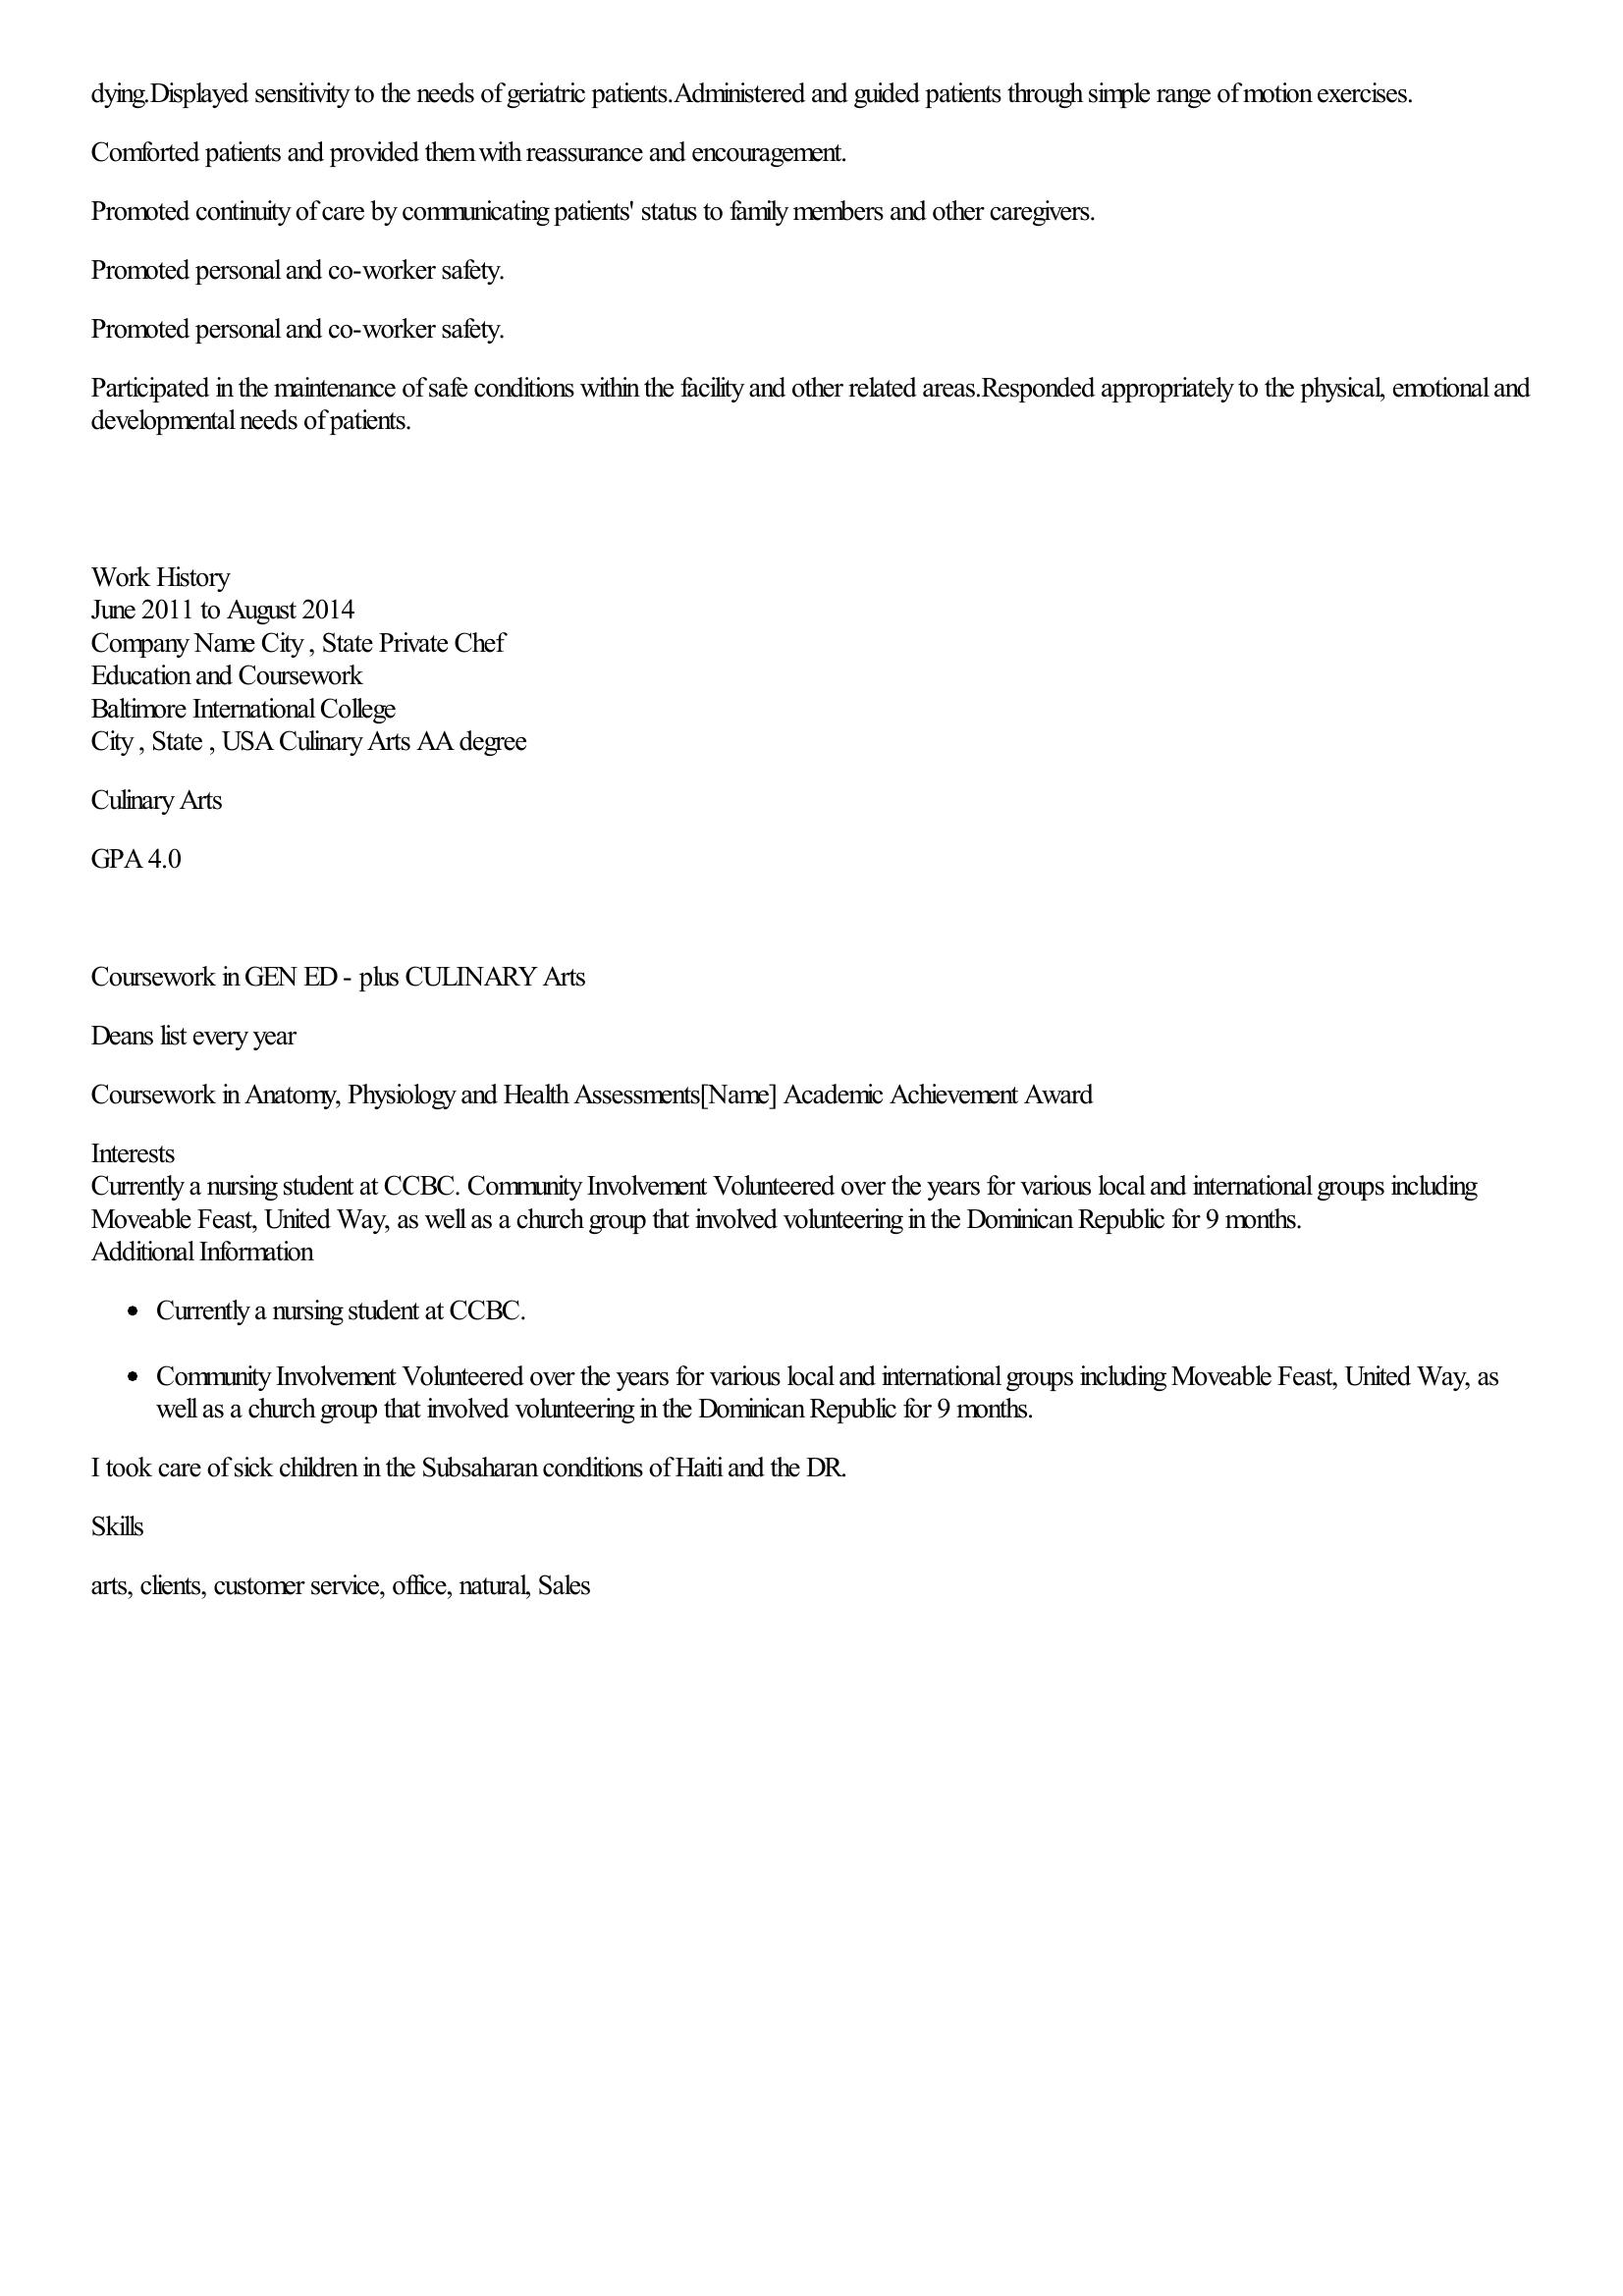 dying.Displayed sensitivity to the needs of geriatric patients.Administered and guided patients through simple range of motion exercises.
Comforted patients and provided them with reassurance and encouragement.
Promoted continuity of care by communicating patients' status to family members and other caregivers.
Promoted personal and co-worker safety.
Promoted personal and co-worker safety.
Participated in the maintenance of safe conditions within the facility and other related areas.Responded appropriately to the physical, emotional and
developmental needs of patients.
Work History
June 2011 to August 2014
Company Name City , State Private Chef
Education and Coursework
Baltimore International College
City , State , USA Culinary Arts AA degree
Culinary Arts
GPA 4.0
Coursework in GEN ED - plus CULINARY Arts
Deans list every year
Coursework in Anatomy, Physiology and Health Assessments[Name] Academic Achievement Award
Interests
Currently a nursing student at CCBC. Community Involvement Volunteered over the years for various local and international groups including
Moveable Feast, United Way, as well as a church group that involved volunteering in the Dominican Republic for 9 months.
Additional Information
• Currently a nursing student at CCBC.
• Community Involvement Volunteered over the years for various local and international groups including Moveable Feast, United Way, as
well as a church group that involved volunteering in the Dominican Republic for 9 months.
I took care of sick children in the Subsaharan conditions of Haiti and the DR.
Skills
arts, clients, customer service, office, natural, Sales